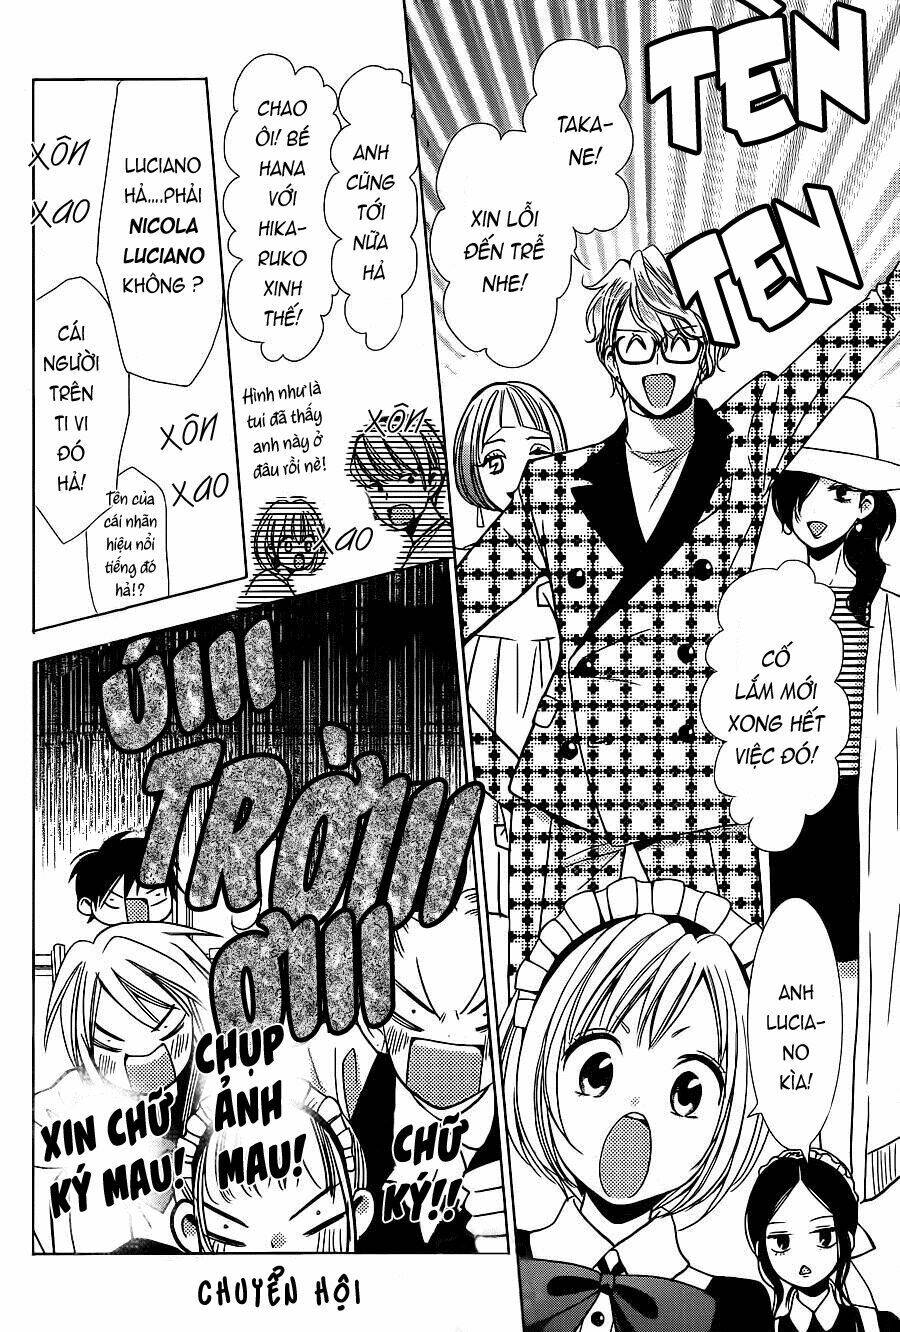 TÈN
TEN
TEN
TAKA-
NE!
XIN LỖI
ĐẾN TRỄ
NHE!
CỐ
LẮM MỚI
XONG HẾT
VIỆC ĐÓ!
ANH
LUCIA-
NO
KÌA!
ANH
CŨNG
TỚI
NỮA
HẢ
CHAO
ÔI! BÉ
HANA
VỚI
HIKA-
RUKO
XINH
THẾ!
Hình như là
tui đã thấy
anh này ở
đâu rồi nè!
XÔN
XAO
LUCIANO
HẢ....PHẢI
NICOLA
LUCIANO
KHÔNG ?
XÔN
XAO
CÁI
NGƯỜI
TRÊN
TI VI
ĐÓ
HẢ!
XÔN
XAO
Tên của
cái nhãn
hiệu nổi
tiếng đó
hả!?
ÚIII
TRỜIII
ƠIII
XIN CHỮ
KÝ MAU!
CHỤP
ẢNH
MAU!
CHỮ
KÝ!!
CHUYỂN HỘI